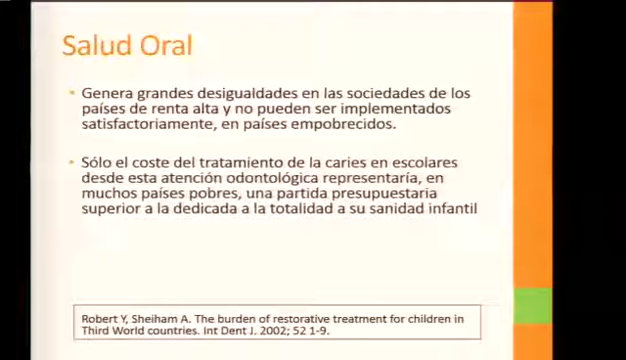 Salud Oral
Genera grandes desigualdades en las sociedades de los
países de renta alta y no pueden ser implementados
satisfactoriamente, en países empobrecidos.
Sólo el coste del tratamiento de la caries en escolares
desde esta atención odontológica representaría, en
muchos países pobres, una partida presupuestaria
superior a la dedicada a la totalidad a su sanidad infantil
Robert Y, Sheiham A. The burden of restorative treatment for children in
Third World countries. Int Dent J. 2002; 52 1-9.